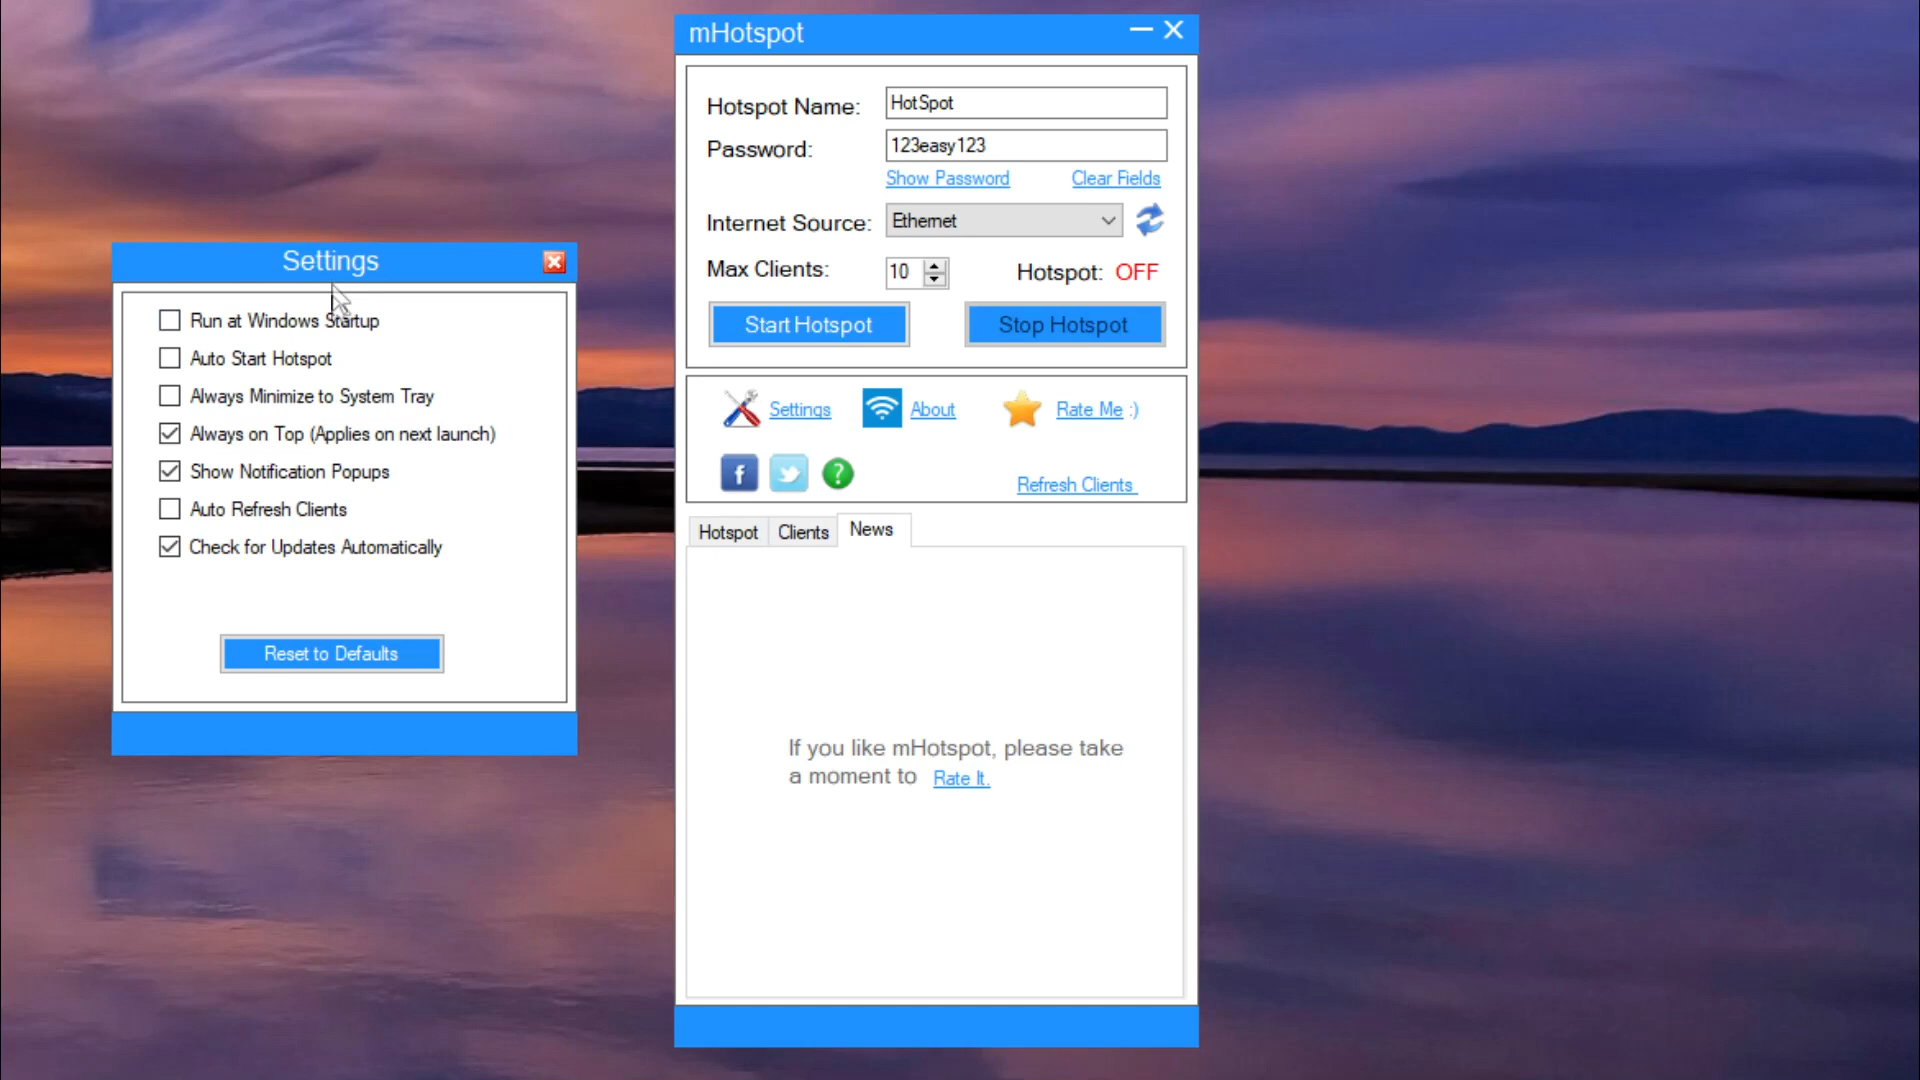 mHotspot
Hotspot Name: HotSpot
Password: 123easy123
Show Password Clear Fields
Internet Source: Ethernet
Max Clients: 10 Hotspot: OFF
Start Hotspot Stop Hotspot
Settings About Rate Me :)
f ?
Refresh Clients
Hotspot Clients News
If you like mHotspot, please take
a moment to Rate It.
Settings
Run at Windows Startup
Auto Start Hotspot
Always Minimize to System Tray
Always on Top (Applies on next launch)
Show Notification Popups
Auto Refresh Clients
Check for Updates Automatically
Reset to Defaults